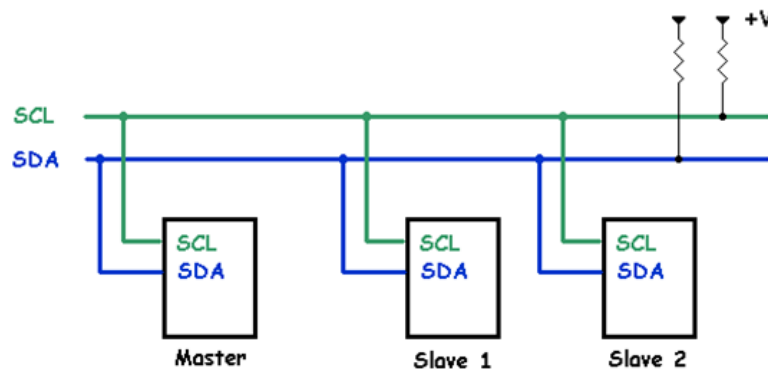 +V
SCL
SDA
SCL
SDA
SCL
SDA
SCL
SDA
Master
Slave 1
Slave 2